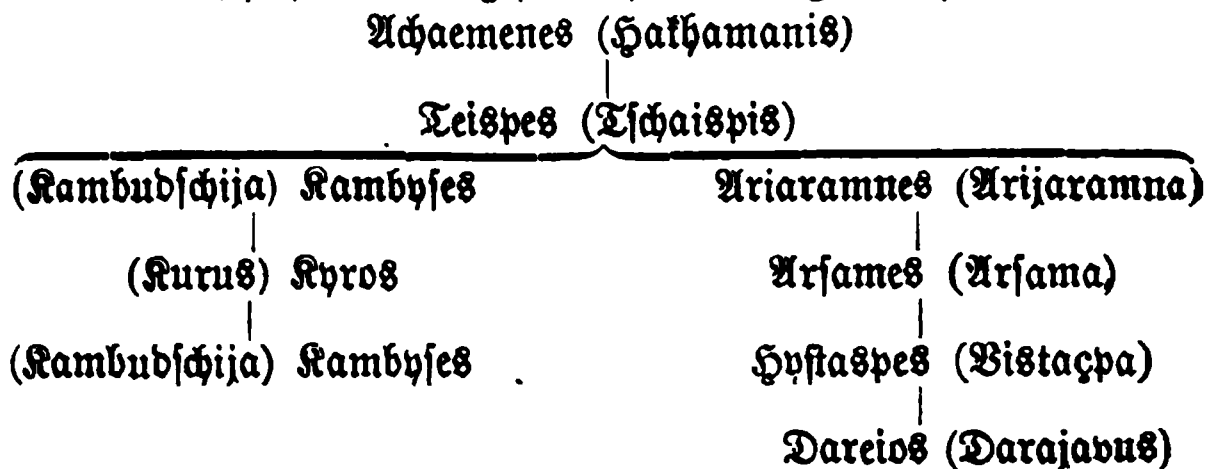 Achaemenes (Hakhamanis)
Teispes (Tschaispis)
(Kambudschija) Kambyses Ariaramnes (Arijaramna)
(Kurus) Kyros Arsames (Arsama)
(Kambudschija) Kambyses Hystaspes (Vistaçpa)
Dareios (Darajavus)